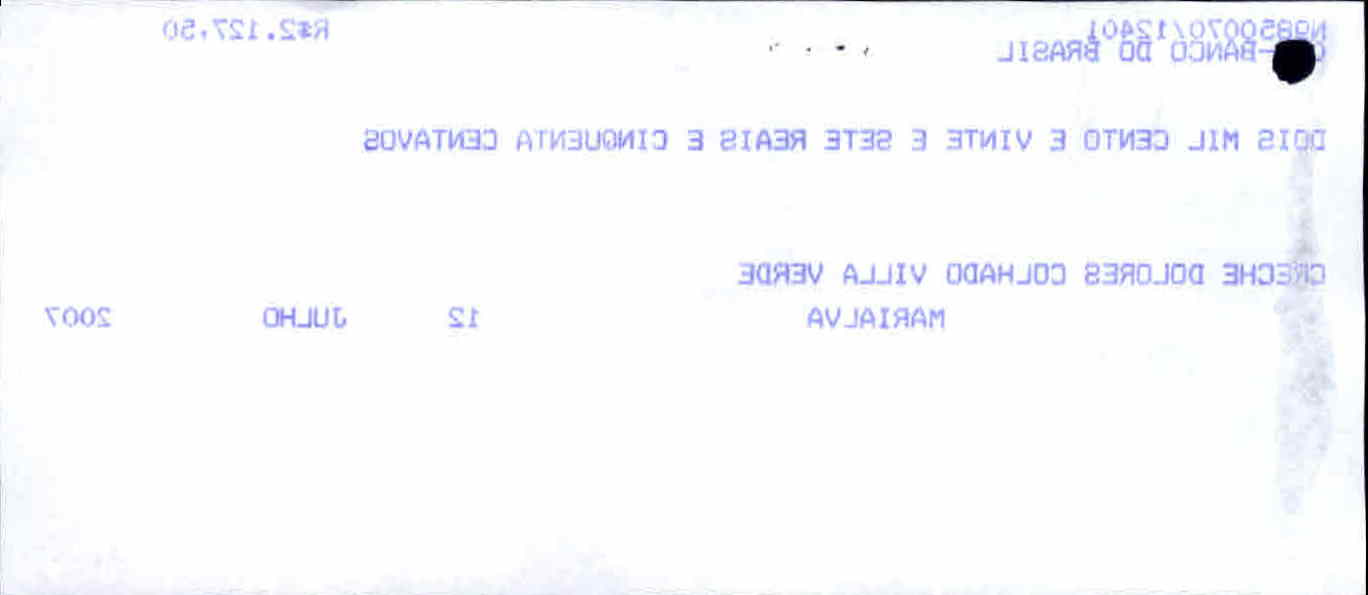 N9850070/12401 R$2.127,50
-BANCO DO BRASIL
DOIS MIL CENTO E VINTE E SETE REAIS E CINQUENTA CENTAVOS
CRECHE DOLORES COLHADO VILLA VERDE
MARIALVA 12 JULHO 2007